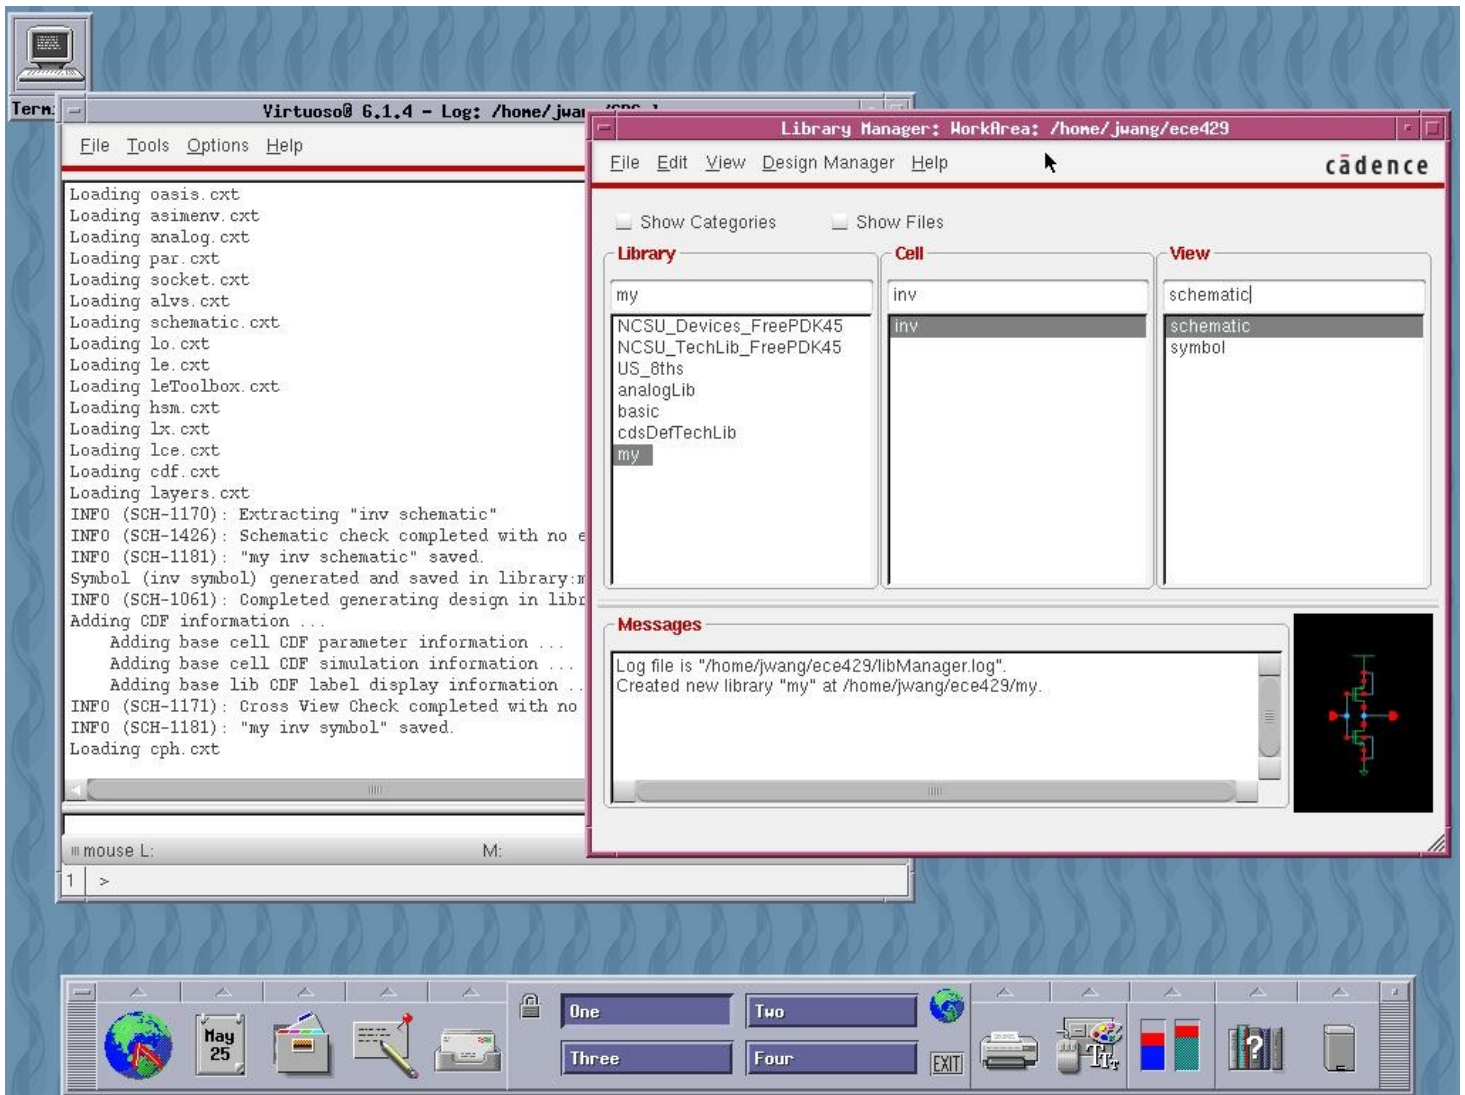 Term
Virtuoso® 6.1.4 - Log: /home/jwan
File Tools Options Help
Loading oasis.cxt
Loading asimenv.cxt
Loading analog.cxt
Loading par.cxt
Loading socket.cxt
Loading alvs.cxt
Loading schematic.cxt
Loading lo.cxt
Loading le.cxt
Loading leToolbox.cxt
Loading hsm.cxt
Loading lx.cxt
Loading lce.cxt
Loading cdf.cxt
Loading layers.cxt
INFO (SCH-1170): Extracting "inv schematic"
INFO (SCH-1426): Schematic check completed with no e
INFO (SCH-1181): "my inv schematic" saved.
Symbol (inv symbol) generated and saved in library:m
INFO (SCH-1061): Completed generating design in libr
Adding CDF information ...
Adding base cell CDF parameter information ...
Adding base cell CDF simulation information ...
Adding base lib CDF label display information ..
INFO (SCH-1171): Cross View Check completed with no
INFO (SCH-1181): "my inv symbol" saved.
Loading cph.cxt
mouse L: M:
1 >
Library Manager: WorkArea: /home/jwang/ece429
File Edit View Design Manager Help
cādence
Show Categories Show Files
Library
my
NCSU_Devices_FreePDK45
NCSU_TechLib_FreePDK45
US_8ths
analogLib
basic
cdsDefTechLib
my
Cell
inv
inv
View
schematic
schematic
symbol
Messages
Log file is "/home/jwang/ece429/libManager.log".
Created new library "my" at /home/jwang/ece429/my.
May
25
One
Two
Three
Four
EXIT
?